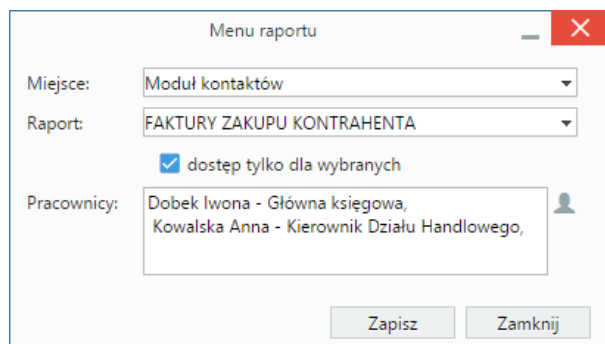 Menu raportu
Miejsce: Moduł kontaktów
Raport: FAKTURY ZAKUPU KONTRAHENTA
dostęp tylko dla wybranych
Pracownicy: Dobek Iwona - Główna księgowa,
Kowalska Anna - Kierownik Działu Handlowego,
Zapisz Zamknij